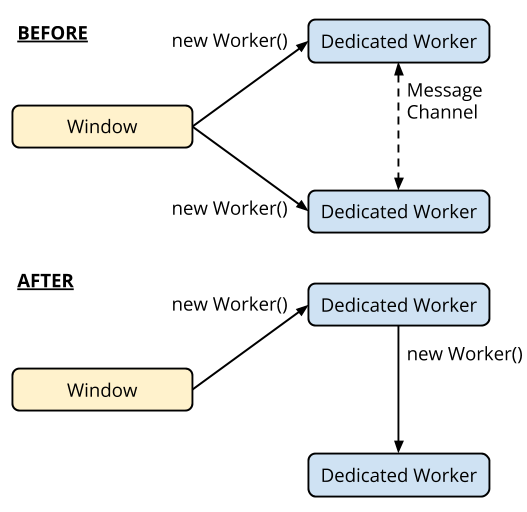 BEFORE
new Worker()
Dedicated Worker
Message
Channel
Window
new Worker()
Dedicated Worker
AFTER
new Worker()
Dedicated Worker
new Worker()
Window
Dedicated Worker